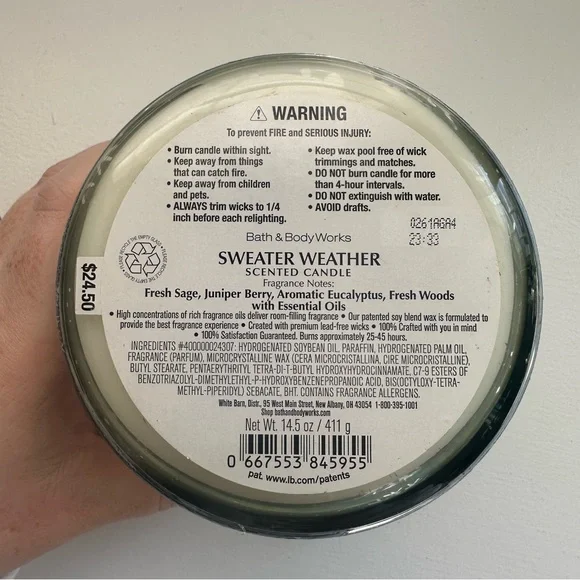 ⚠ WARNING
To prevent FIRE and SERIOUS INJURY:
• Burn candle within sight.
• Keep away from things
that can catch fire.
• Keep away from children
and pets.
• ALWAYS trim wicks to 1/4
inch before each relighting.
• Keep wax pool free of wick
trimmings and matches.
• DO NOT burn candle for more
than 4-hour intervals.
• DO NOT extinguish with water.
• AVOID drafts.
0261AGA4
23:33
Bath & Body Works
SWEATER WEATHER
SCENTED CANDLE
Fragrance Notes:
Fresh Sage, Juniper Berry, Aromatic Eucalyptus, Fresh Woods
with Essential Oils
• High concentrations of rich fragrance oils deliver room-filling fragrance • Our patented soy blend wax is formulated to
provide the best fragrance experience • Created with premium lead-free wicks • 100% Crafted with you in mind
• 100% Satisfaction Guaranteed. Burns approximately 25-45 hours.
INGREDIENTS #400000024307: HYDROGENATED SOYBEAN OIL, PARAFFIN, HYDROGENATED PALM OIL,
FRAGRANCE (PARFUM), MICROCRYSTALLINE WAX (CERA MICROCRISTALLINA, CIRE MICROCRISTALLINE),
BUTYL STEARATE, PENTAERYTHRITYL TETRA-DI-T-BUTYL HYDROXYHYDROCINNAMATE, C7-9 ESTERS OF
BENZOTRIAZOLYL-DIMETHYLETHYL-P-HYDROXYBENZENEPROPANOIC ACID, BIS(OCTYLOXY-TETRA-
METHYL-PIPERIDYL) SEBACATE, BHT. CONTAINS FRAGRANCE ALLERGENS.
White Barn, Distr., 95 West Main Street, New Albany, OH 43054 1-800-395-1001
Shop bathandbodyworks.com
Net Wt. 14.5 oz / 411 g
0 667553 845955
pat. www.lb.com/patents
$24.50